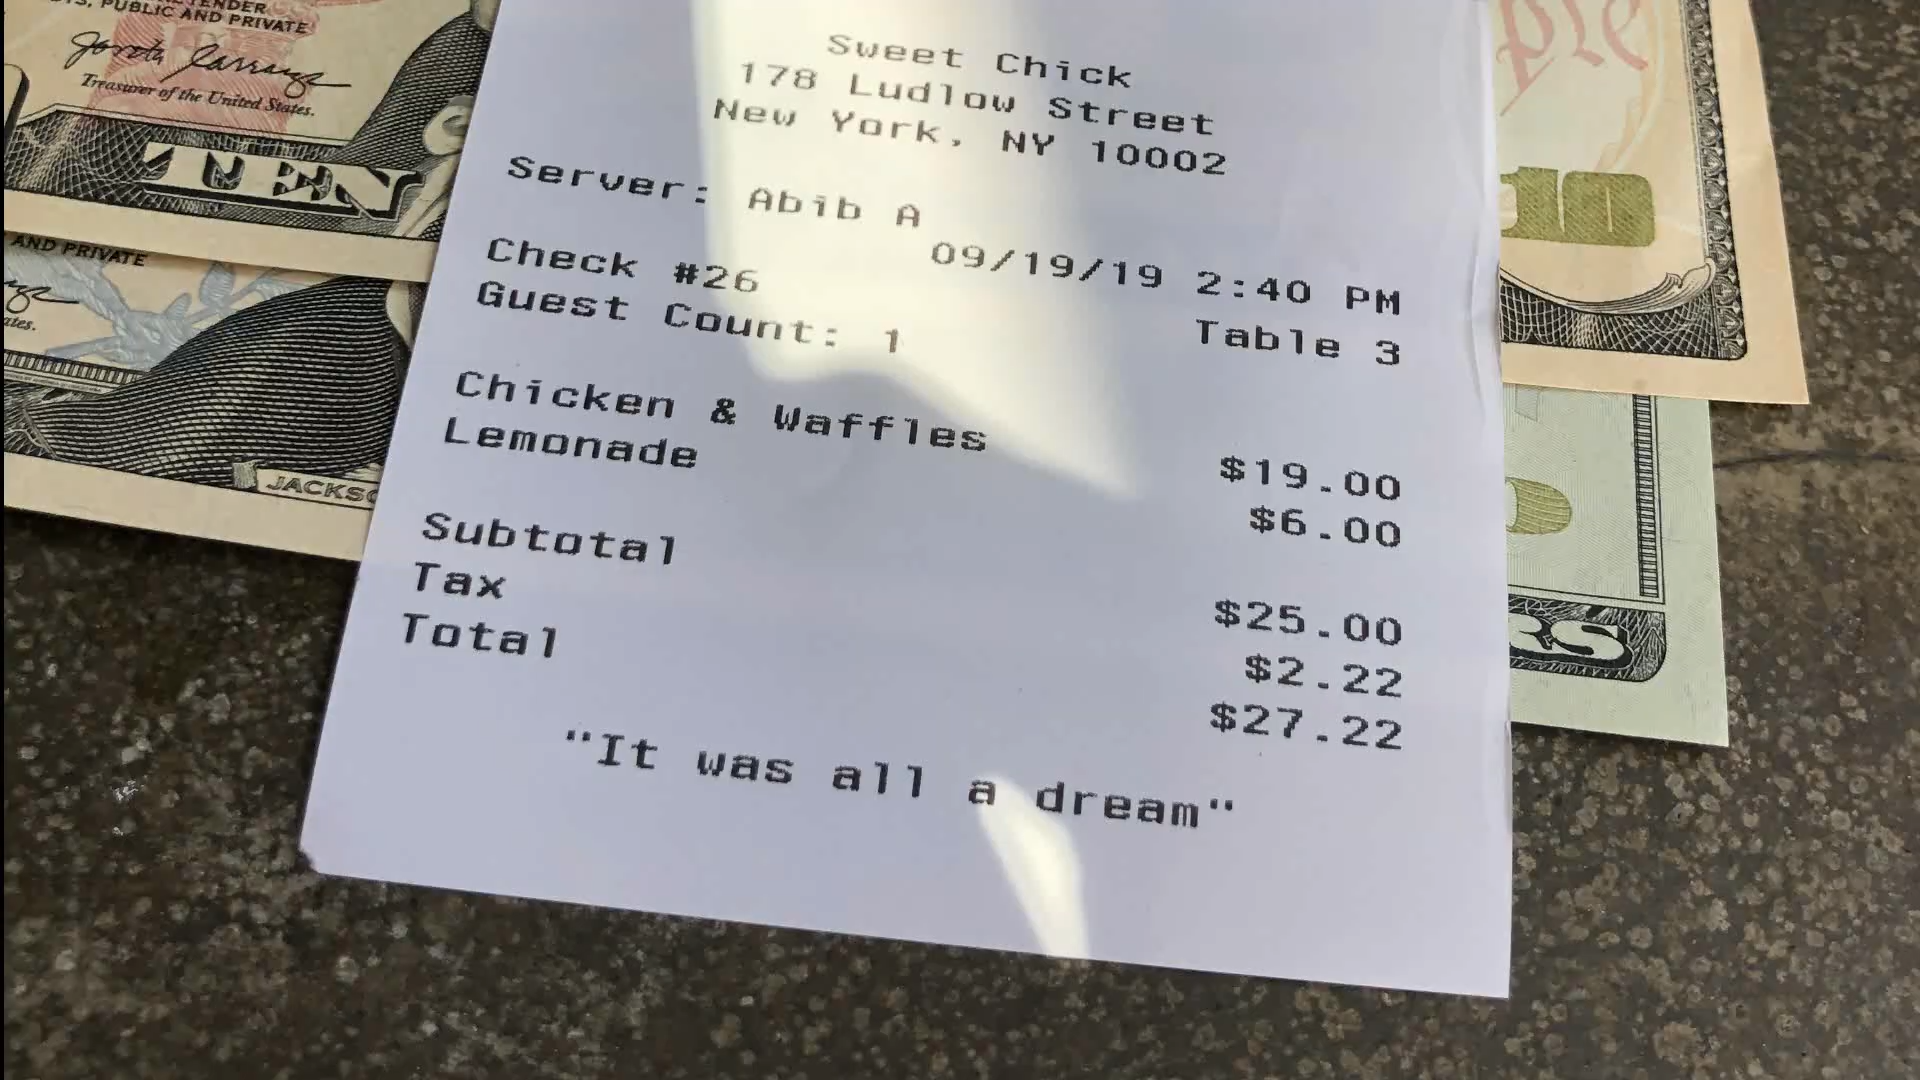 TENDER
PUBLIC AND PRIVATE
Treasurer of the United States.
TEN
AND PRIVATE
Sweet Chick
178 Ludlow Street
New York, NY 10002
Server: Abib A
09/19/19 2:40 PM
Check #26
Guest Count: 1
Table 3
Chicken & Waffles
$19.00
Lemonade
$6.00
Subtotal
$25.00
Tax
$2.22
Total
$27.22
"It was all a dream"
10